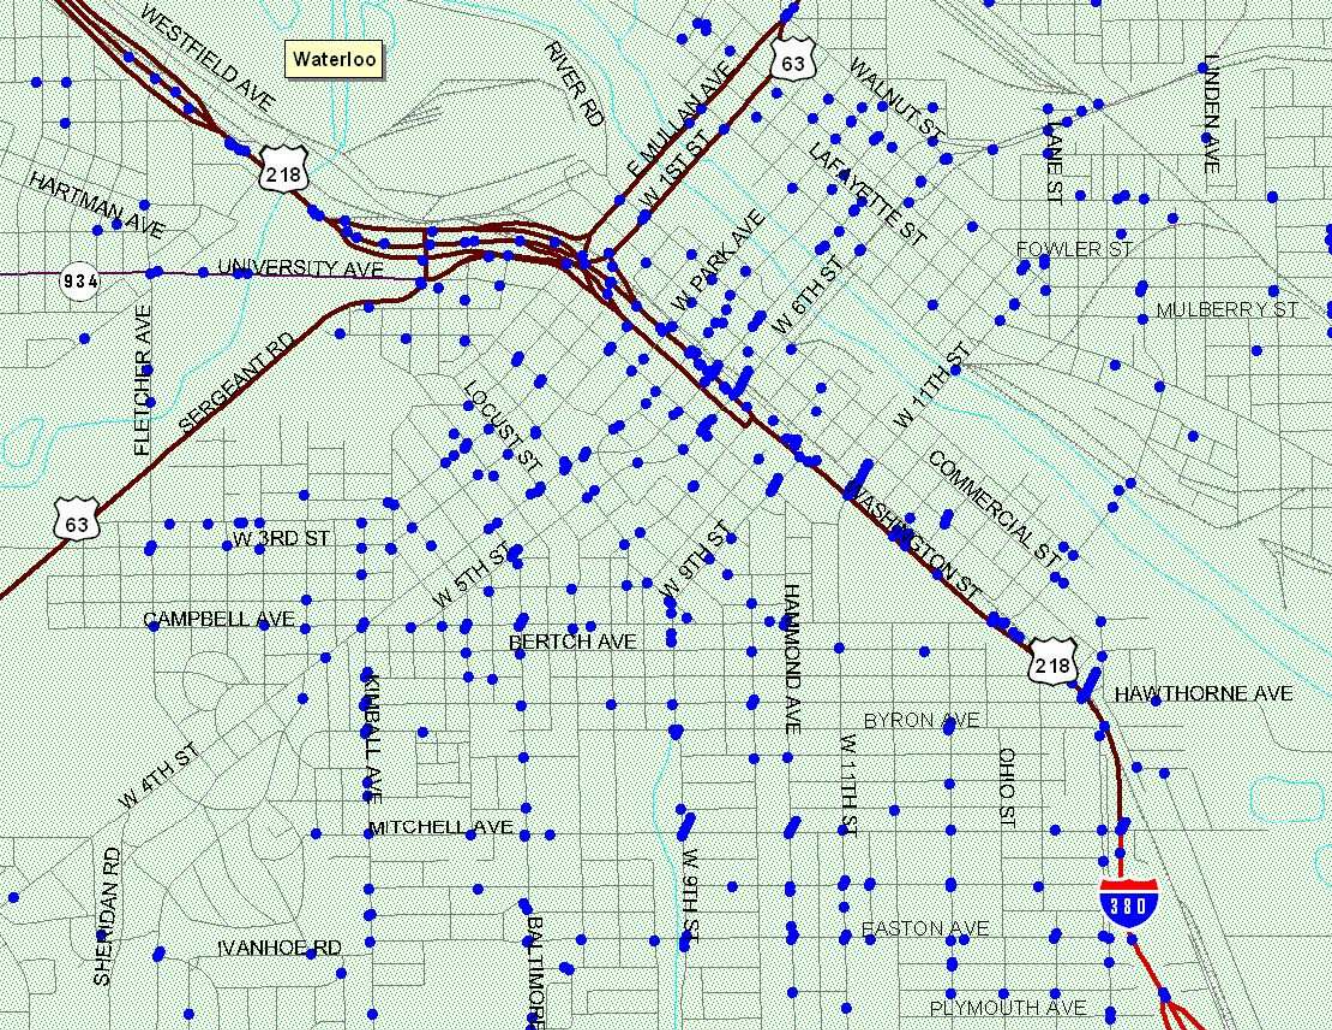 WESTFIELD AVE
Waterloo
RIVER RD
63
WALNUT ST
LINDEN AVE
E MULLAN AVE
W 1ST ST
LANE ST
LAFAYETTE ST
218
HARTMAN AVE
W PARK AVE
FOWLER ST
UNIVERSITY AVE
934
W 6TH ST
MULBERRY ST
FLETCHER AVE
SERGEANT RD
W 11TH ST
LOCUST ST
COMMERCIAL ST
63
W 3RD ST
WASHINGTON ST
W 5TH ST
W 9TH ST
CAMPBELL AVE
BERTCH AVE
HAMMOND AVE
218
HAWTHORNE AVE
KIMBALL AVE
BYRON AVE
W 4TH ST
W 11TH ST
OHIO ST
MITCHELL AVE
SHERIDAN RD
W 9TH ST
380
EASTON AVE
IVANHOE RD
BALTIMORE
PLYMOUTH AVE